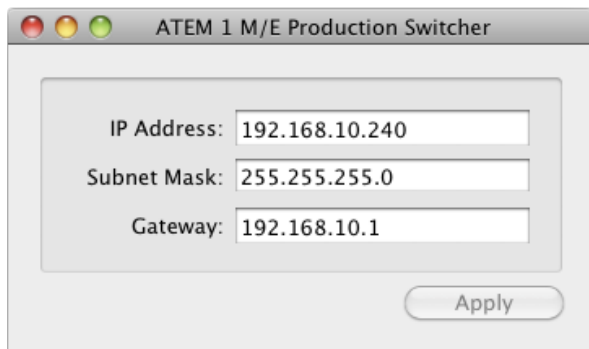 ATEM 1 M/E Production Switcher
IP Address: 192.168.10.240
Subnet Mask: 255.255.255.0
Gateway: 192.168.10.1
Apply